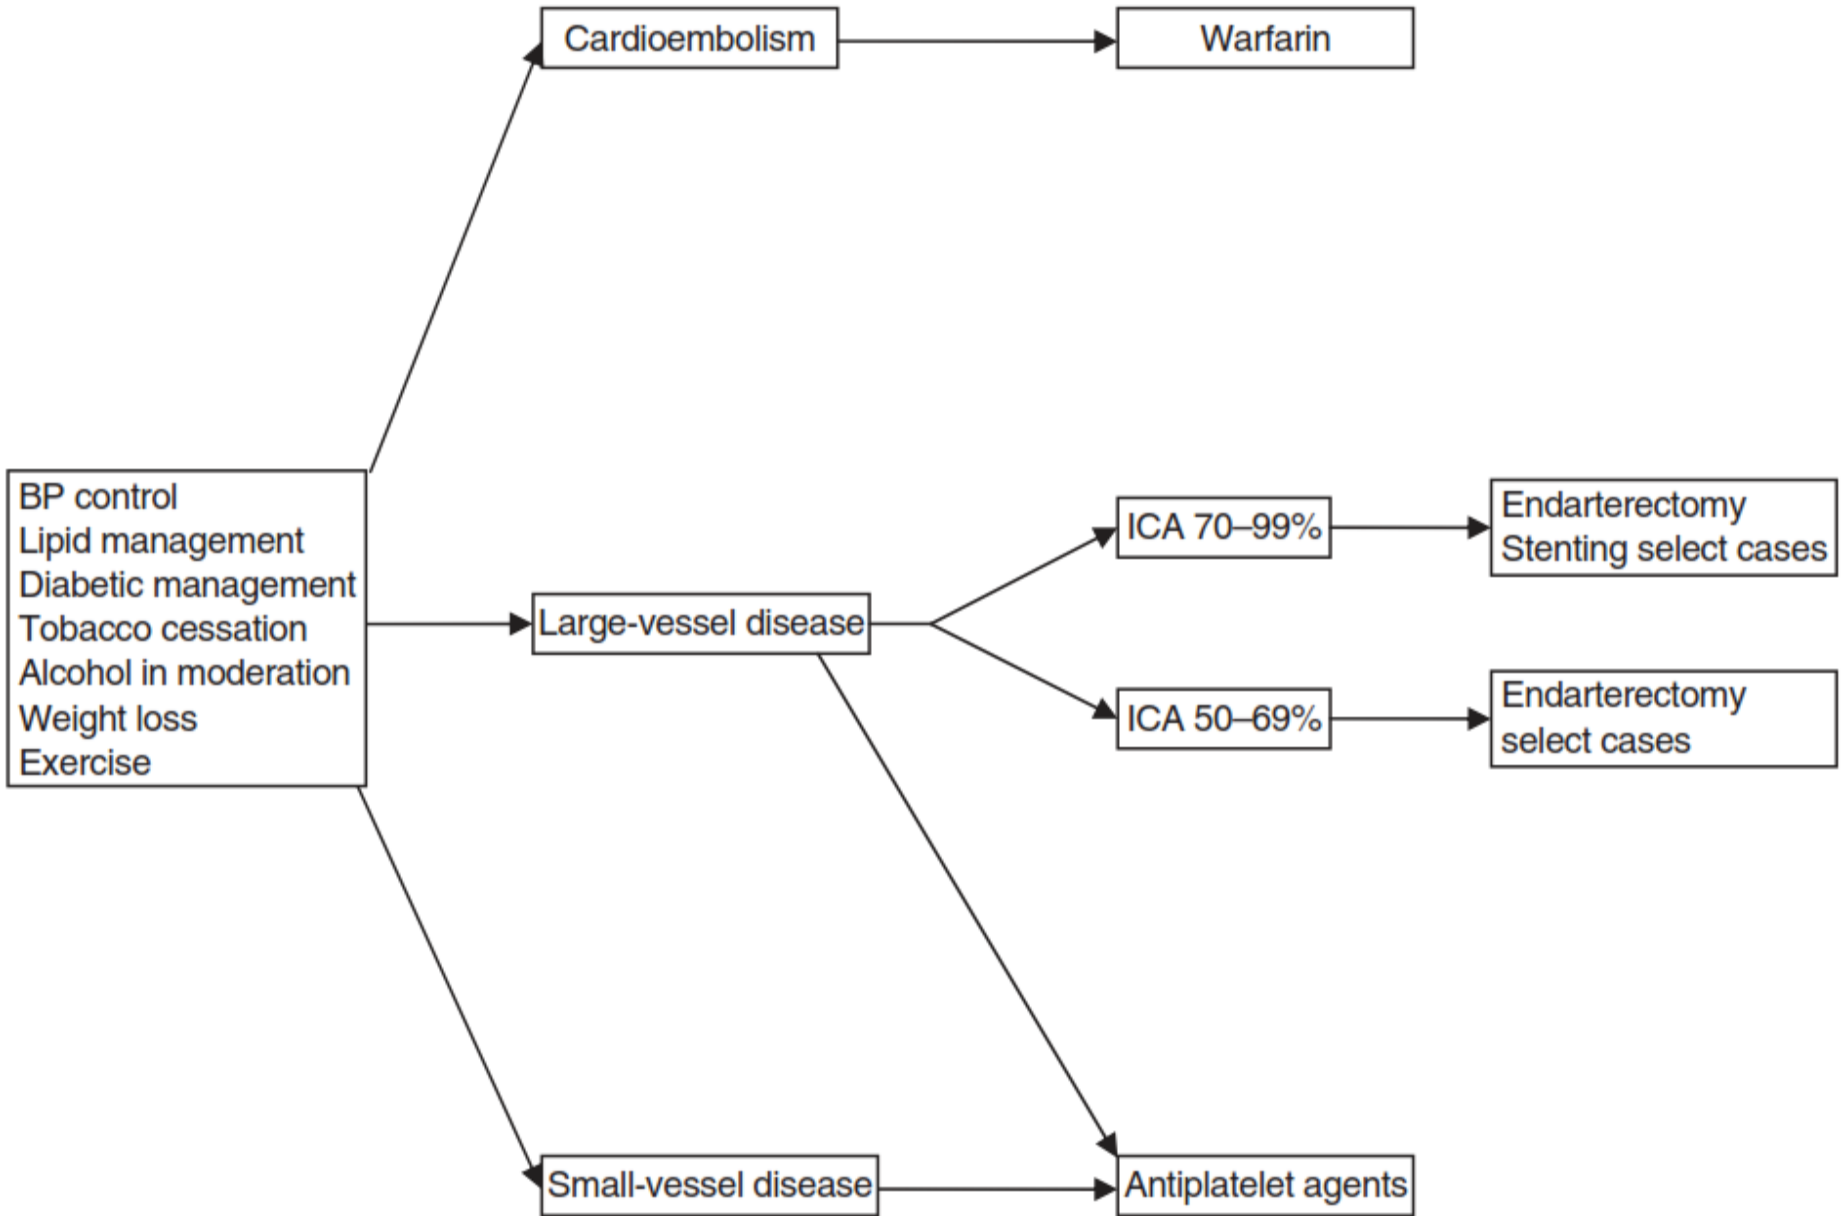 Cardioembolism
Warfarin
BP control
Lipid management
Diabetic management
Tobacco cessation
Alcohol in moderation
Weight loss
Exercise
Large-vessel disease
ICA 70–99%
Endarterectomy
Stenting select cases
ICA 50–69%
Endarterectomy
select cases
Small-vessel disease
Antiplatelet agents